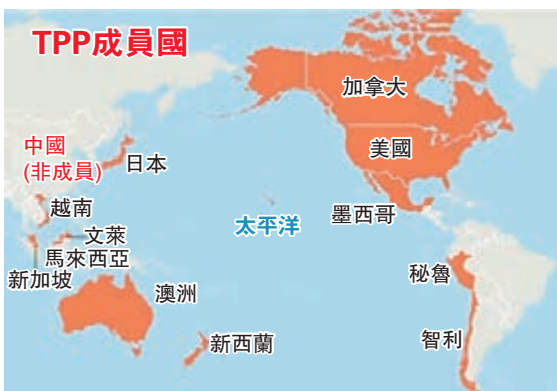 TPP成員國
加拿大
美國
中國
(非成員)
日本
越南
太平洋
墨西哥
文萊
馬來西亞
新加坡
秘魯
澳洲
新西蘭
智利